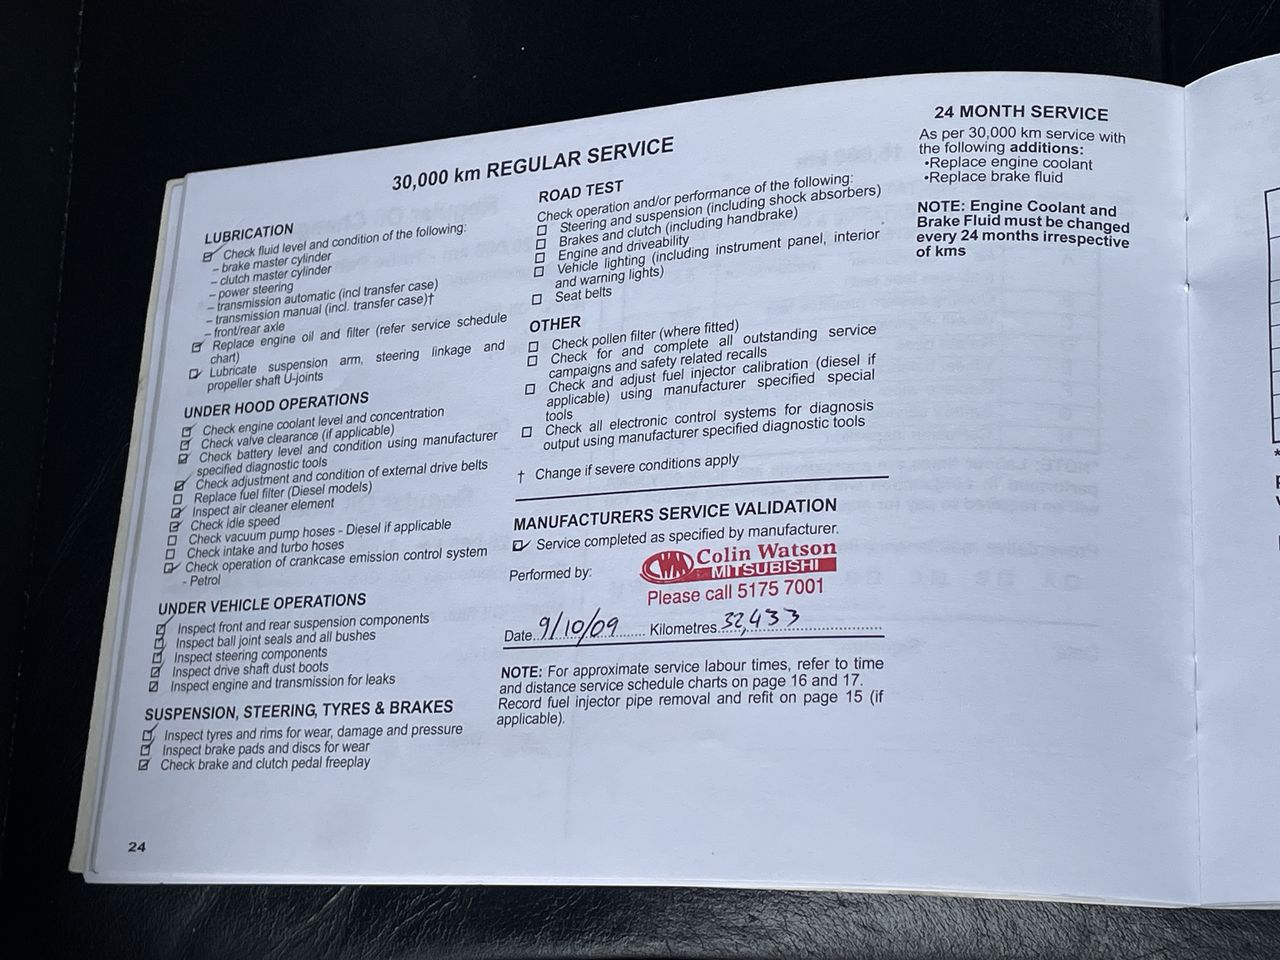 30,000 km REGULAR SERVICE
LUBRICATION
Check fluid level and condition of the following:
– brake master cylinder
– clutch master cylinder
– power steering
– transmission automatic (incl transfer case)
– transmission manual (incl. transfer case)†
– front/rear axle
Replace engine oil and filter (refer service schedule
chart)
Lubricate suspension arm, steering linkage and
propeller shaft U-joints
UNDER HOOD OPERATIONS
Check engine coolant level and concentration
Check valve clearance (if applicable)
Check battery level and condition using manufacturer
specified diagnostic tools
Check adjustment and condition of external drive belts
Replace fuel filter (Diesel models)
Inspect air cleaner element
Check idle speed
Check vacuum pump hoses - Diesel if applicable
Check intake and turbo hoses
Check operation of crankcase emission control system
- Petrol
UNDER VEHICLE OPERATIONS
Inspect front and rear suspension components
Inspect ball joint seals and all bushes
Inspect steering components
Inspect drive shaft dust boots
Inspect engine and transmission for leaks
SUSPENSION, STEERING, TYRES & BRAKES
Inspect tyres and rims for wear, damage and pressure
Inspect brake pads and discs for wear
Check brake and clutch pedal freeplay
24
ROAD TEST
Check operation and/or performance of the following:
Steering and suspension (including shock absorbers)
Brakes and clutch (including handbrake)
Engine and driveability
Vehicle lighting (including instrument panel, interior
and warning lights)
Seat belts
OTHER
Check pollen filter (where fitted)
Check for and complete all outstanding service
campaigns and safety related recalls
Check and adjust fuel injector calibration (diesel if
applicable) using manufacturer specified special
tools
Check all electronic control systems for diagnosis
output using manufacturer specified diagnostic tools
† Change if severe conditions apply
MANUFACTURERS SERVICE VALIDATION
Service completed as specified by manufacturer.
Performed by:
Colin Watson
MITSUBISHI
Please call 5175 7001
Date 9/10/09 Kilometres 32,433
NOTE: For approximate service labour times, refer to time
and distance service schedule charts on page 16 and 17.
Record fuel injector pipe removal and refit on page 15 (if
applicable).
24 MONTH SERVICE
As per 30,000 km service with
the following additions:
•Replace engine coolant
•Replace brake fluid
NOTE: Engine Coolant and
Brake Fluid must be changed
every 24 months irrespective
of kms